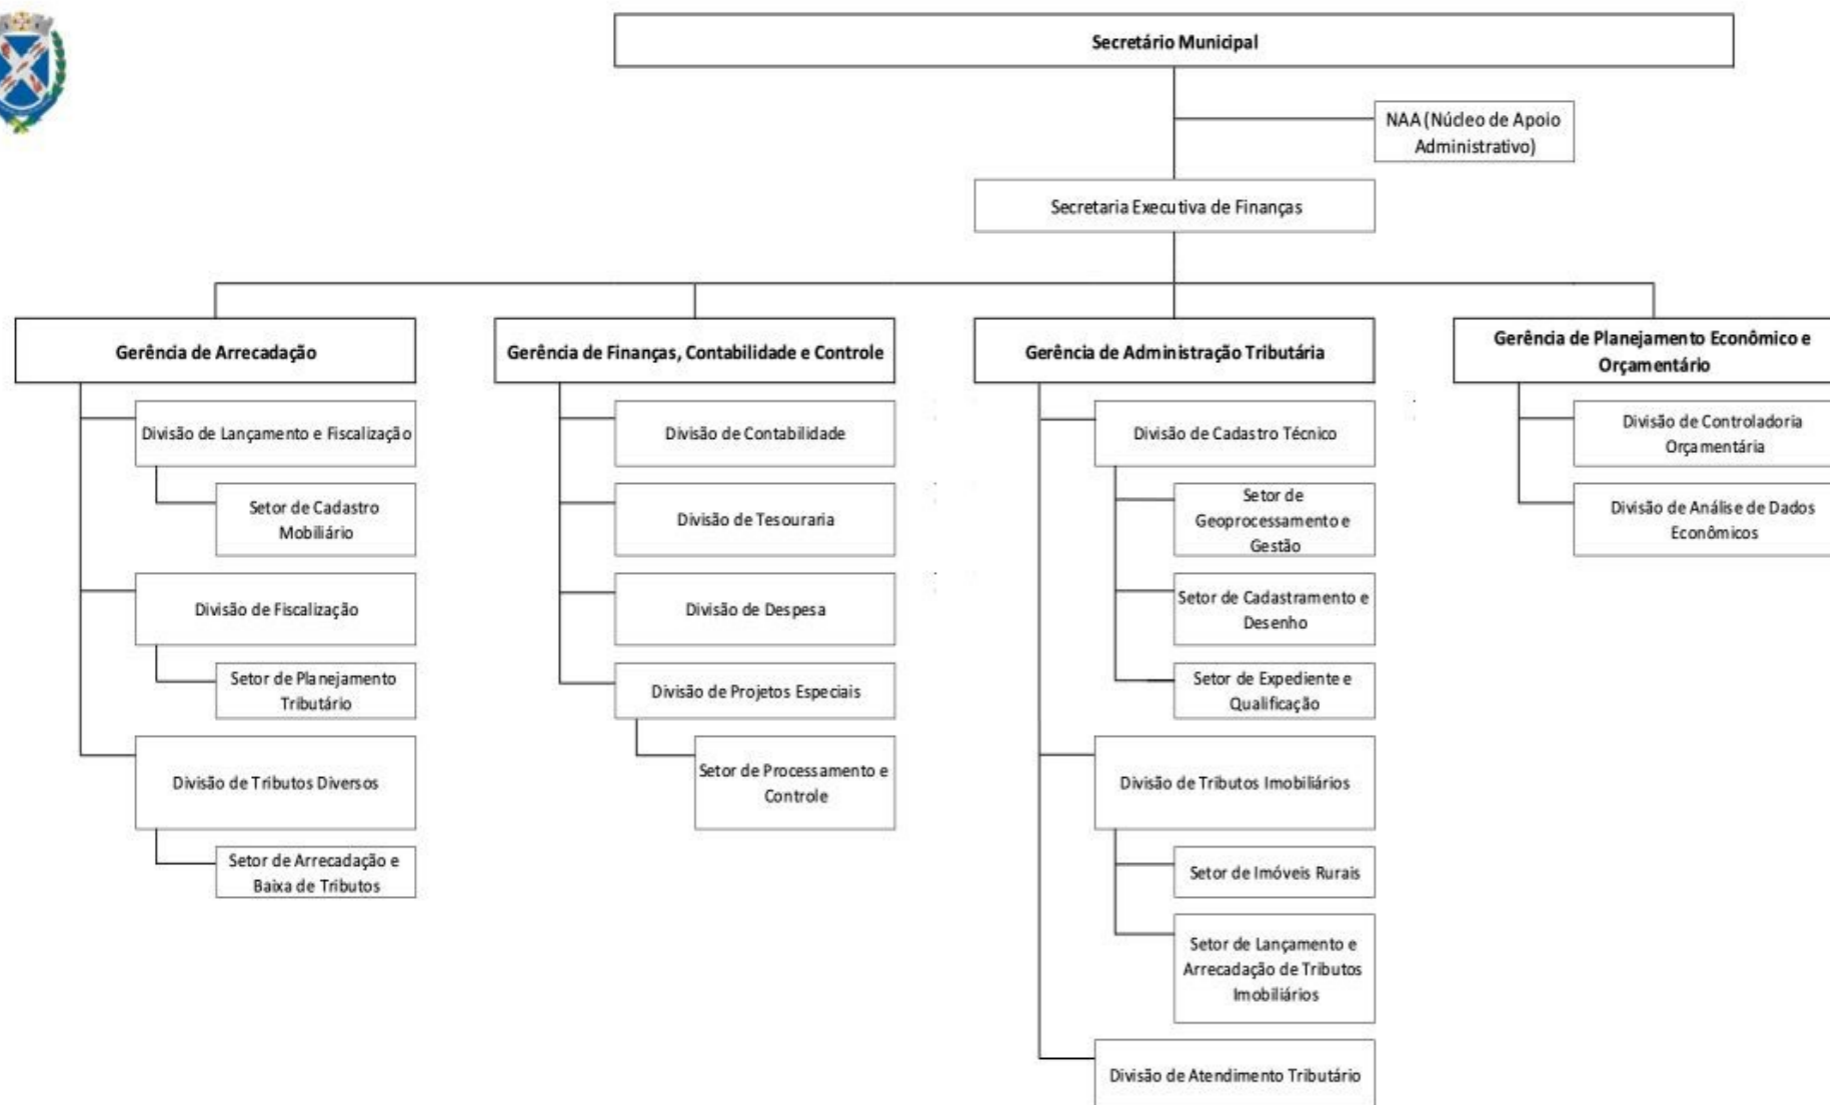 Secretário Municipal
NAA (Núcleo de Apoio
Administrativo)
Secretaria Executiva de Finanças
Gerência de Arrecadação
Divisão de Lançamento e Fiscalização
Setor de Cadastro
Mobiliário
Divisão de Fiscalização
Setor de Planejamento
Tributário
Divisão de Tributos Diversos
Setor de Arrecadação e
Baixa de Tributos
Gerência de Finanças, Contabilidade e Controle
Divisão de Contabilidade
Divisão de Tesouraria
Divisão de Despesa
Divisão de Projetos Especiais
Setor de Processamento e
Controle
Gerência de Administração Tributária
Divisão de Cadastro Técnico
Setor de
Geoprocessamento e
Gestão
Setor de Cadastramento e
Desenho
Setor de Expediente e
Qualificação
Divisão de Tributos Imobiliários
Setor de Imóveis Rurais
Setor de Lançamento e
Arrecadação de Tributos
Imobiliários
Divisão de Atendimento Tributário
Gerência de Planejamento Econômico e
Orçamentário
Divisão de Controladoria
Orçamentária
Divisão de Análise de Dados
Econômicos